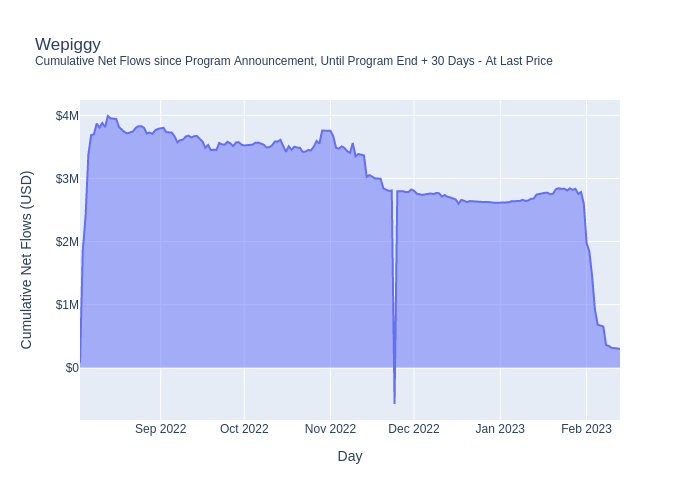 Wepiggy
Cumulative Net Flows since Program Announcement, Until Program End + 30 Days - At Last Price
$4M
$3M
$2M
$1M
$0
Cumulative Net Flows (USD)
Sep 2022
Oct 2022
Nov 2022
Dec 2022
Jan 2023
Feb 2023
Day